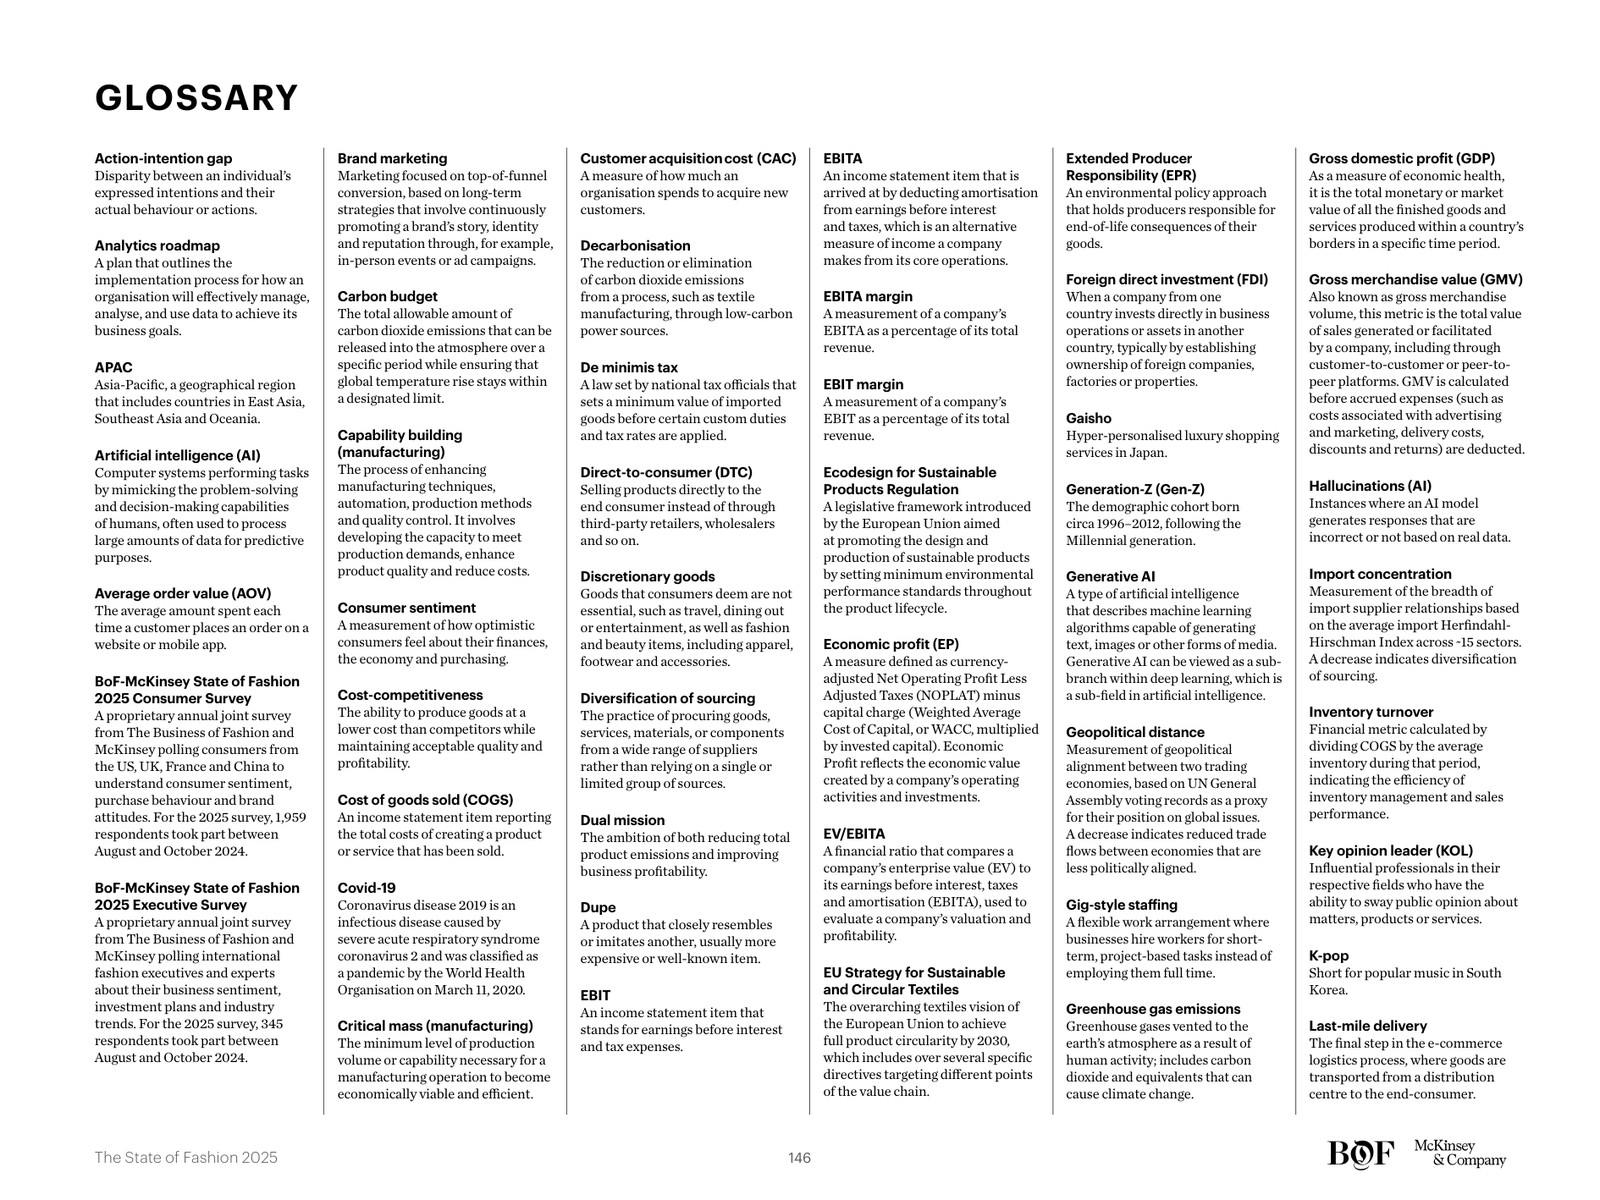 GLOSSARY
Action-intention gap
Disparity between an individual’s
expressed intentions and their
actual behaviour or actions.
Analytics roadmap
A plan that outlines the
implementation process for how an
organisation will effectively manage,
analyse, and use data to achieve its
business goals.
APAC
Asia-Pacific, a geographical region
that includes countries in East Asia,
Southeast Asia and Oceania.
Artificial intelligence (AI)
Computer systems performing tasks
by mimicking the problem-solving
and decision-making capabilities
of humans, often used to process
large amounts of data for predictive
purposes.
Average order value (AOV)
The average amount spent each
time a customer places an order on a
website or mobile app.
BoF-McKinsey State of Fashion
2025 Consumer Survey
A proprietary annual joint survey
from The Business of Fashion and
McKinsey polling consumers from
the US, UK, France and China to
understand consumer sentiment,
purchase behaviour and brand
attitudes. For the 2025 survey, 1,959
respondents took part between
August and October 2024.
BoF-McKinsey State of Fashion
2025 Executive Survey
A proprietary annual joint survey
from The Business of Fashion and
McKinsey polling international
fashion executives and experts
about their business sentiment,
investment plans and industry
trends. For the 2025 survey, 345
respondents took part between
August and October 2024.
Brand marketing
Marketing focused on top-of-funnel
conversion, based on long-term
strategies that involve continuously
promoting a brand’s story, identity
and reputation through, for example,
in-person events or ad campaigns.
Carbon budget
The total allowable amount of
carbon dioxide emissions that can be
released into the atmosphere over a
specific period while ensuring that
global temperature rise stays within
a designated limit.
Capability building
(manufacturing)
The process of enhancing
manufacturing techniques,
automation, production methods
and quality control. It involves
developing the capacity to meet
production demands, enhance
product quality and reduce costs.
Consumer sentiment
A measurement of how optimistic
consumers feel about their finances,
the economy and purchasing.
Cost-competitiveness
The ability to produce goods at a
lower cost than competitors while
maintaining acceptable quality and
profitability.
Cost of goods sold (COGS)
An income statement item reporting
the total costs of creating a product
or service that has been sold.
Covid-19
Coronavirus disease 2019 is an
infectious disease caused by
severe acute respiratory syndrome
coronavirus 2 and was classified as
a pandemic by the World Health
Organisation on March 11, 2020.
Critical mass (manufacturing)
The minimum level of production
volume or capability necessary for a
manufacturing operation to become
economically viable and efficient.
Customer acquisition cost (CAC)
A measure of how much an
organisation spends to acquire new
customers.
Decarbonisation
The reduction or elimination
of carbon dioxide emissions
from a process, such as textile
manufacturing, through low-carbon
power sources.
De minimis tax
A law set by national tax officials that
sets a minimum value of imported
goods before certain custom duties
and tax rates are applied.
Direct-to-consumer (DTC)
Selling products directly to the
end consumer instead of through
third-party retailers, wholesalers
and so on.
Discretionary goods
Goods that consumers deem are not
essential, such as travel, dining out
or entertainment, as well as fashion
and beauty items, including apparel,
footwear and accessories.
Diversification of sourcing
The practice of procuring goods,
services, materials, or components
from a wide range of suppliers
rather than relying on a single or
limited group of sources.
Dual mission
The ambition of both reducing total
product emissions and improving
business profitability.
Dupe
A product that closely resembles
or imitates another, usually more
expensive or well-known item.
EBIT
An income statement item that
stands for earnings before interest
and tax expenses.
EBITA
An income statement item that is
arrived at by deducting amortisation
from earnings before interest
and taxes, which is an alternative
measure of income a company
makes from its core operations.
EBITA margin
A measurement of a company’s
EBITA as a percentage of its total
revenue.
EBIT margin
A measurement of a company’s
EBIT as a percentage of its total
revenue.
Ecodesign for Sustainable
Products Regulation
A legislative framework introduced
by the European Union aimed
at promoting the design and
production of sustainable products
by setting minimum environmental
performance standards throughout
the product lifecycle.
Economic profit (EP)
A measure defined as currency-
adjusted Net Operating Profit Less
Adjusted Taxes (NOPLAT) minus
capital charge (Weighted Average
Cost of Capital, or WACC, multiplied
by invested capital). Economic
Profit reflects the economic value
created by a company’s operating
activities and investments.
EV/EBITA
A financial ratio that compares a
company’s enterprise value (EV) to
its earnings before interest, taxes
and amortisation (EBITA), used to
evaluate a company’s valuation and
profitability.
EU Strategy for Sustainable
and Circular Textiles
The overarching textiles vision of
the European Union to achieve
full product circularity by 2030,
which includes over several specific
directives targeting different points
of the value chain.
Extended Producer
Responsibility (EPR)
An environmental policy approach
that holds producers responsible for
end-of-life consequences of their
goods.
Foreign direct investment (FDI)
When a company from one
country invests directly in business
operations or assets in another
country, typically by establishing
ownership of foreign companies,
factories or properties.
Gaisho
Hyper-personalised luxury shopping
services in Japan.
Generation-Z (Gen-Z)
The demographic cohort born
circa 1996–2012, following the
Millennial generation.
Generative AI
A type of artificial intelligence
that describes machine learning
algorithms capable of generating
text, images or other forms of media.
Generative AI can be viewed as a sub-
branch within deep learning, which is
a sub-field in artificial intelligence.
Geopolitical distance
Measurement of geopolitical
alignment between two trading
economies, based on UN General
Assembly voting records as a proxy
for their position on global issues.
A decrease indicates reduced trade
flows between economies that are
less politically aligned.
Gig-style staffing
A flexible work arrangement where
businesses hire workers for short-
term, project-based tasks instead of
employing them full time.
Greenhouse gas emissions
Greenhouse gases vented to the
earth’s atmosphere as a result of
human activity; includes carbon
dioxide and equivalents that can
cause climate change.
Gross domestic profit (GDP)
As a measure of economic health,
it is the total monetary or market
value of all the finished goods and
services produced within a country’s
borders in a specific time period.
Gross merchandise value (GMV)
Also known as gross merchandise
volume, this metric is the total value
of sales generated or facilitated
by a company, including through
customer-to-customer or peer-to-
peer platforms. GMV is calculated
before accrued expenses (such as
costs associated with advertising
and marketing, delivery costs,
discounts and returns) are deducted.
Hallucinations (AI)
Instances where an AI model
generates responses that are
incorrect or not based on real data.
Import concentration
Measurement of the breadth of
import supplier relationships based
on the average import Herfindahl-
Hirschman Index across ~15 sectors.
A decrease indicates diversification
of sourcing.
Inventory turnover
Financial metric calculated by
dividing COGS by the average
inventory during that period,
indicating the efficiency of
inventory management and sales
performance.
Key opinion leader (KOL)
Influential professionals in their
respective fields who have the
ability to sway public opinion about
matters, products or services.
K-pop
Short for popular music in South
Korea.
Last-mile delivery
The final step in the e-commerce
logistics process, where goods are
transported from a distribution
centre to the end-consumer.
The State of Fashion 2025
146
BOF
McKinsey
& Company